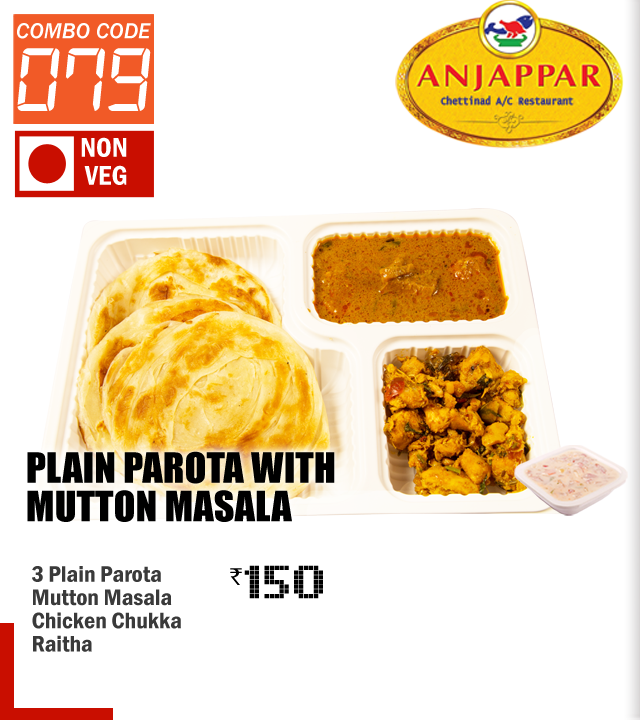 COMBO CODE
079
NON
VEG
ANJAPPAR
Chettinad A/C Restaurant
PLAIN PAROTA WITH
MUTTON MASALA
3 Plain Parota
Mutton Masala
Chicken Chukka
Raitha
₹150